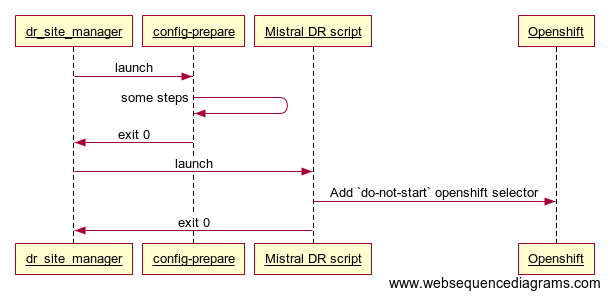 dr_site_manager config-prepare Mistral DR script Openshift
launch
some steps
exit 0
launch
Add `do-not-start` openshift selector
exit 0
dr_site_manager config-prepare Mistral DR script Openshift
www.websequencediagrams.com